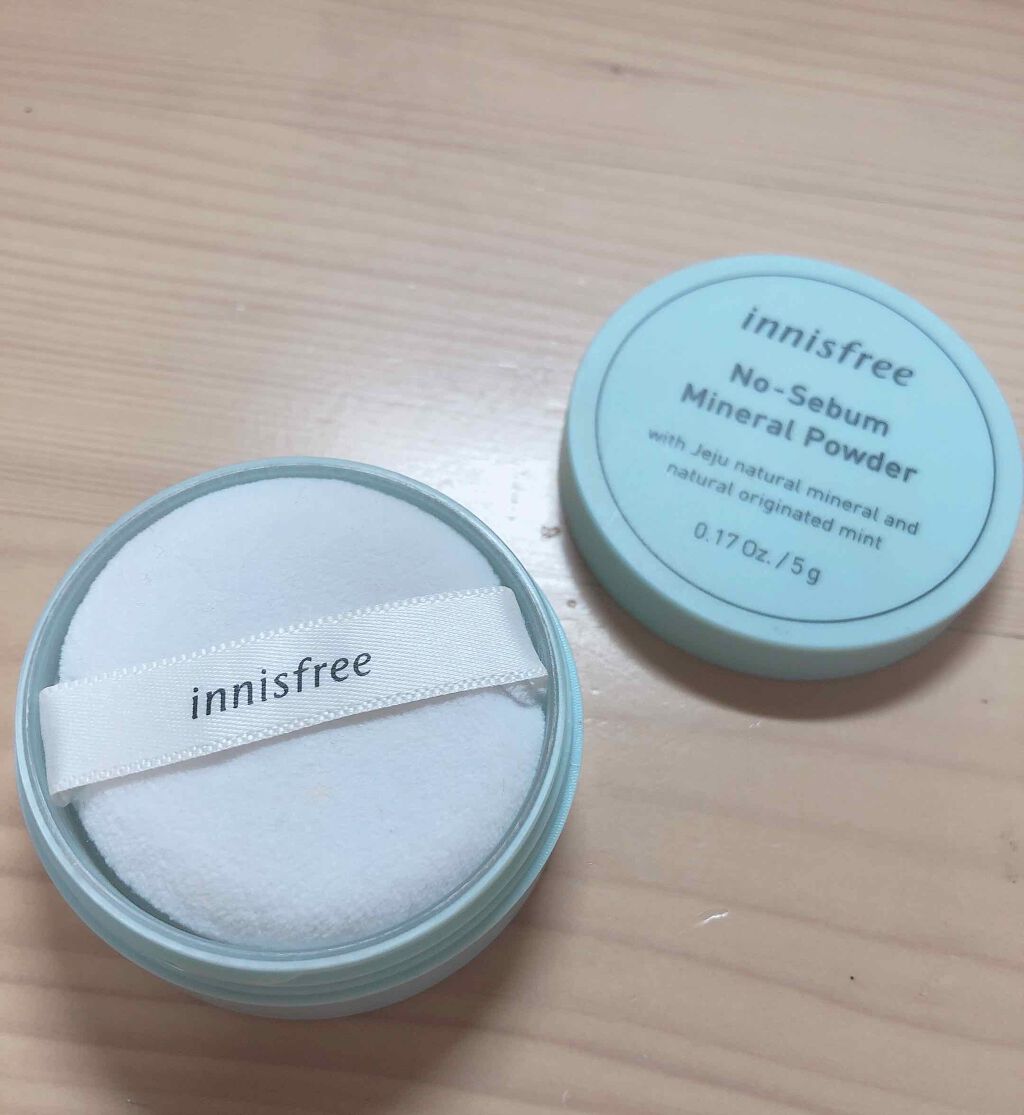 innisfree
No-Sebum
Mineral Powder
with Jeju natural mineral and
natural originated mint
0.17 Oz. / 5 g
innisfree